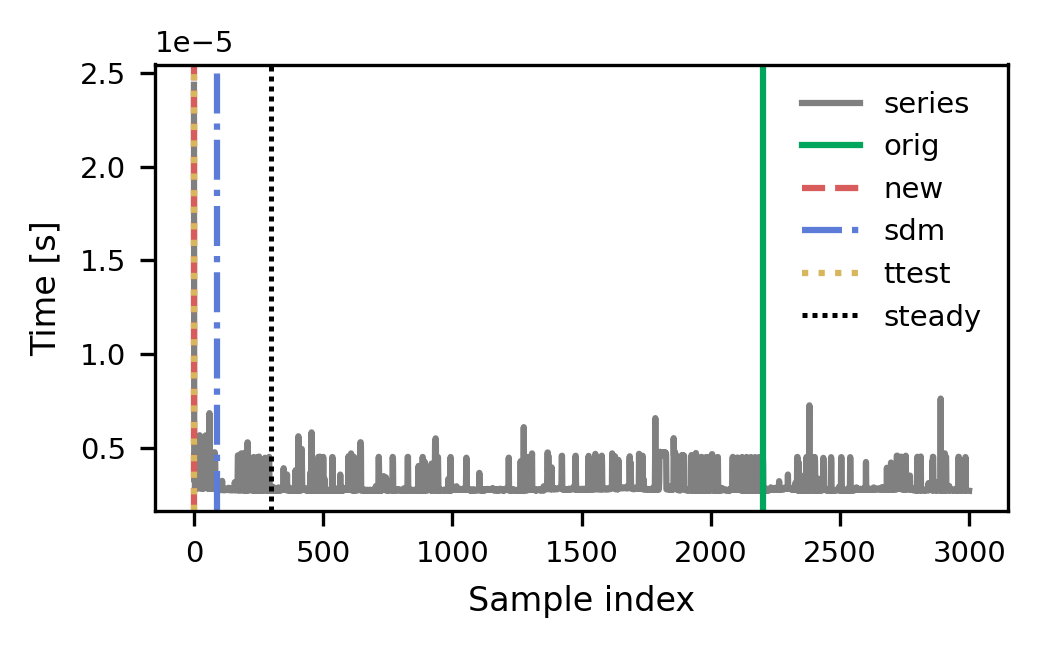 1e−5
2.5
2.0
1.5
1.0
0.5
Time [s]
0
500
1000
1500
2000
2500
3000
Sample index
series
orig
new
sdm
ttest
steady